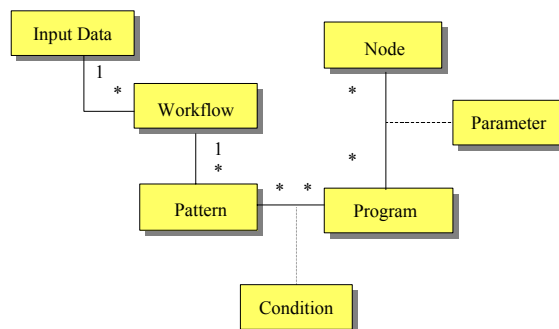 Input Data
Node
1
*
*
Workflow
Parameter
1
*
*
Pattern
*
*
Program
Condition